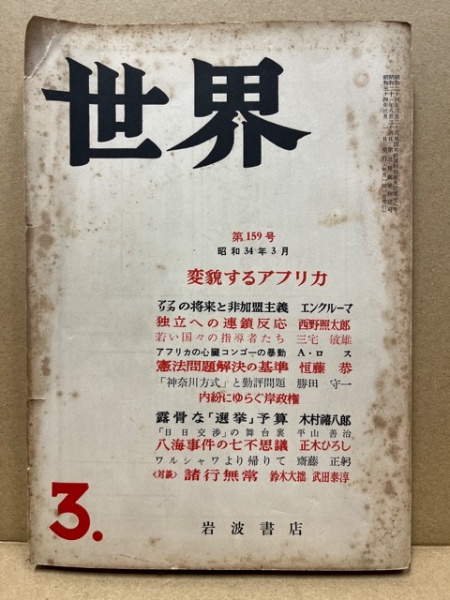 世界
第159号
昭和34年3月
変貌するアフリカ
アフリカの将来と非加盟主義 エンクルーマ
独立への連鎖反応 西野照太郎
若い国々の指導者たち 三宅敏雄
アフリカの心臓コンゴーの暴動 A・ロス
憲法問題解決の基準 恒藤恭
「神奈川方式」と勤評問題 勝田守一
内紛にゆらぐ岸政権
露骨な「選挙」予算 木村禧八郎
「日日交渉」の舞台裏 平山善治
八海事件の七不思議 正木ひろし
ワルシャワより帰りて 齋藤正躬
《対談》諸行無常 鈴木大拙 武田泰淳
3.
岩波書店